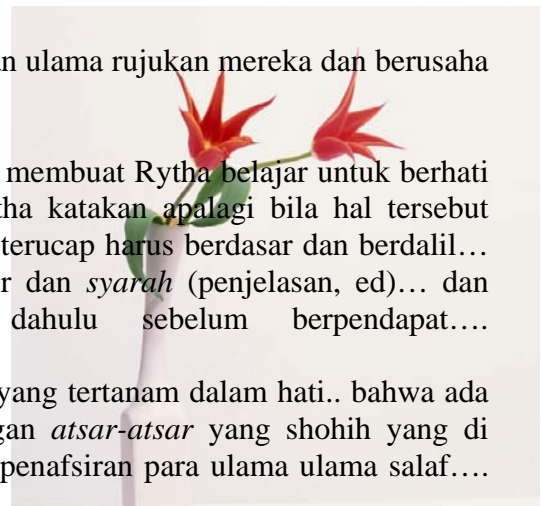 an ulama rujukan mereka dan berusaha
membuat Rytha belajar untuk berhati
tha katakan apalagi bila hal tersebut
terucap harus berdasar dan berdalil…
r dan syarah (penjelasan, ed)… dan
dahulu sebelum berpendapat….
yang tertanam dalam hati.. bahwa ada
gan atsar-atsar yang shohih yang di
penafsiran para ulama ulama salaf….